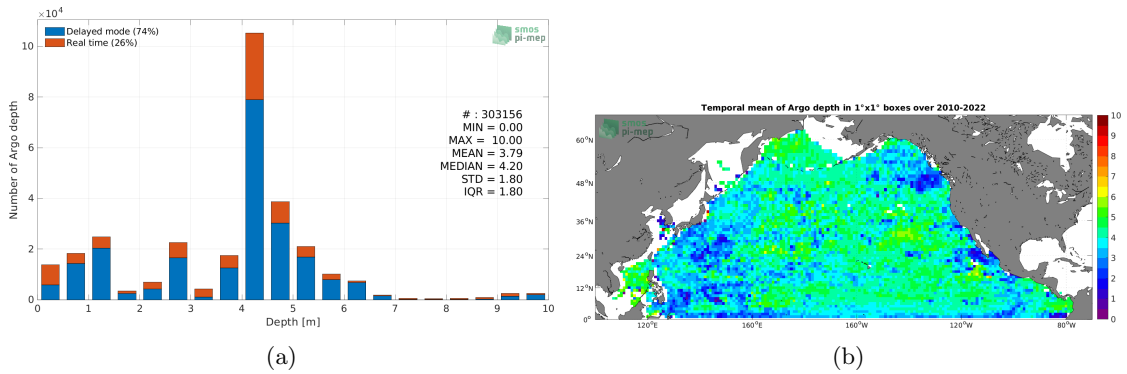 ×10⁴
Delayed mode (74%)
Real time (26%)
smos
pi-mep
10
8
6
4
2
0
Number of Argo depth
# : 303156
MIN = 0.00
MAX = 10.00
MEAN = 3.79
MEDIAN = 4.20
STD = 1.80
IQR = 1.80
0 1 2 3 4 5 6 7 8 9 10
Depth [m]
(a)
Temporal mean of Argo depth in 1°x1° boxes over 2010-2022
smos
pi-mep
60°N
48°N
36°N
24°N
12°N
0°
120°E 160°E 160°W 120°W 80°W
10
9
8
7
6
5
4
3
2
1
0
(b)